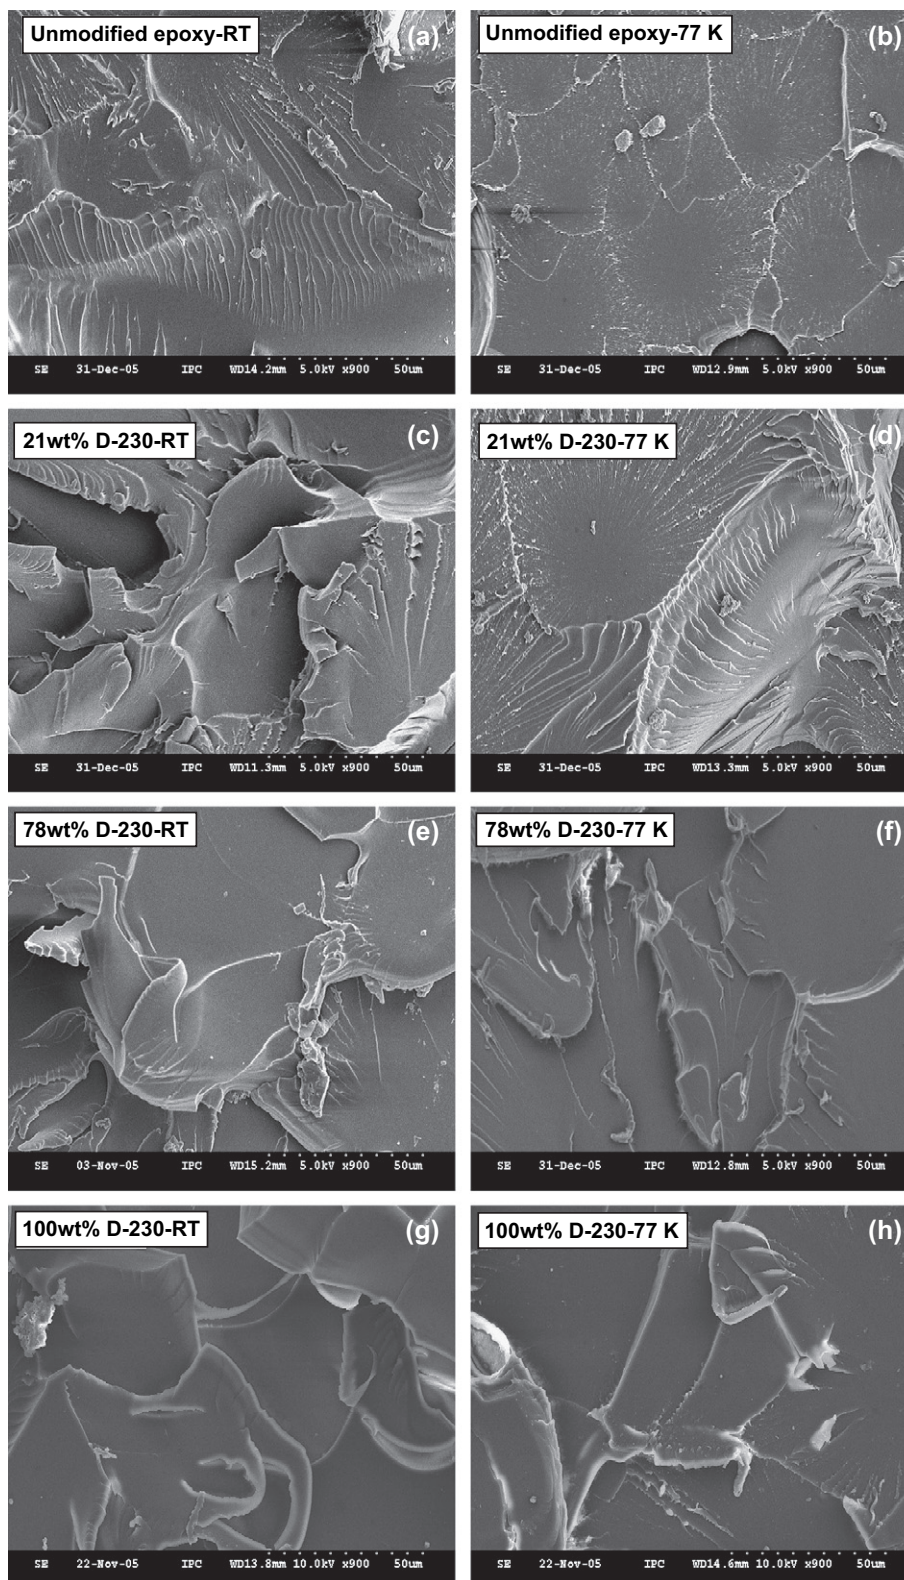 Unmodified epoxy-RT (a)
SE 31-Dec-05 IPC WD14.2mm 5.0kV x900 50um
Unmodified epoxy-77 K (b)
SE 31-Dec-05 IPC WD12.9mm 5.0kV x900 50um
21wt% D-230-RT (c)
SE 31-Dec-05 IPC WD11.3mm 5.0kV x900 50um
21wt% D-230-77 K (d)
SE 31-Dec-05 IPC WD13.3mm 5.0kV x900 50um
78wt% D-230-RT (e)
SE 03-Nov-05 IPC WD15.2mm 5.0kV x900 50um
78wt% D-230-77 K (f)
SE 31-Dec-05 IPC WD12.8mm 5.0kV x900 50um
100wt% D-230-RT (g)
SE 22-Nov-05 IPC WD13.8mm 10.0kV x900 50um
100wt% D-230-77 K (h)
SE 22-Nov-05 IPC WD14.6mm 10.0kV x900 50um